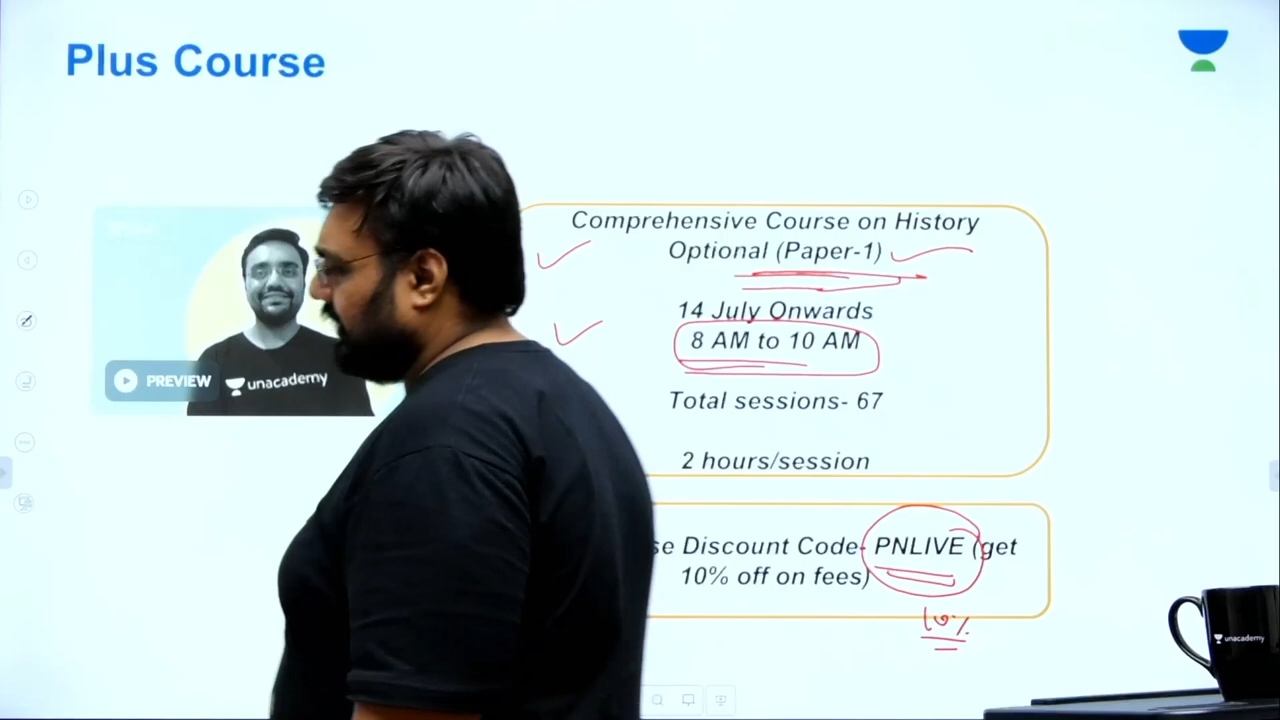 Plus Course
Comprehensive Course on History
Optional (Paper-1)
14 July Onwards
8 AM to 10 AM
PREVIEW
unacademy
Total sessions- 67
2 hours/session
Discount Code- PNLIVE (get
10% off on fees)
10%
unacademy